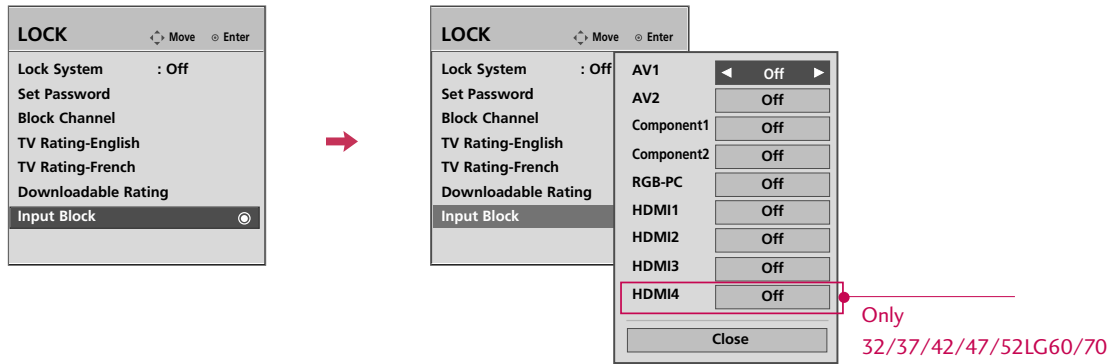 LOCK Move Enter
Lock System : Off
Set Password
Block Channel
TV Rating-English
TV Rating-French
Downloadable Rating
Input Block
LOCK Move Enter
Lock System : Off
Set Password
Block Channel
TV Rating-English
TV Rating-French
Downloadable Rating
Input Block
AV1 Off
AV2 Off
Component1 Off
Component2 Off
RGB-PC Off
HDMI1 Off
HDMI2 Off
HDMI3 Off
HDMI4 Off
Close
Only
32/37/42/47/52LG60/70